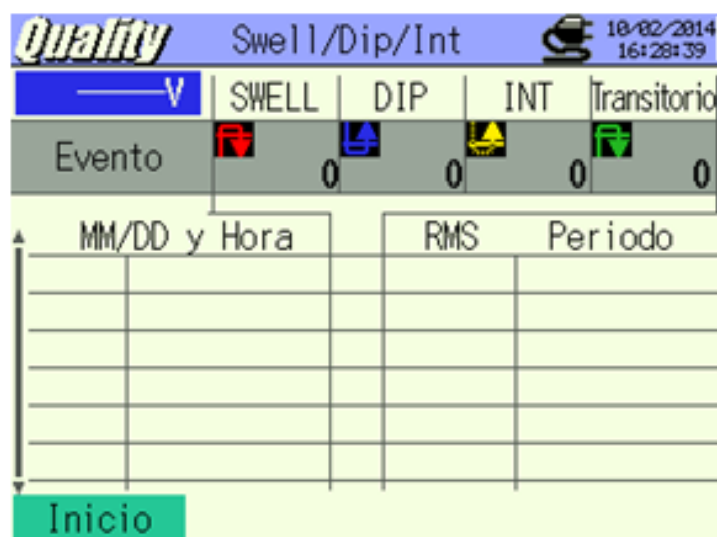 Quality Swell/Dip/Int 10/02/2014
16:28:39
V SWELL DIP INT Transitorio
Evento 0 0 0 0
MM/DD y Hora RMS Periodo
Inicio